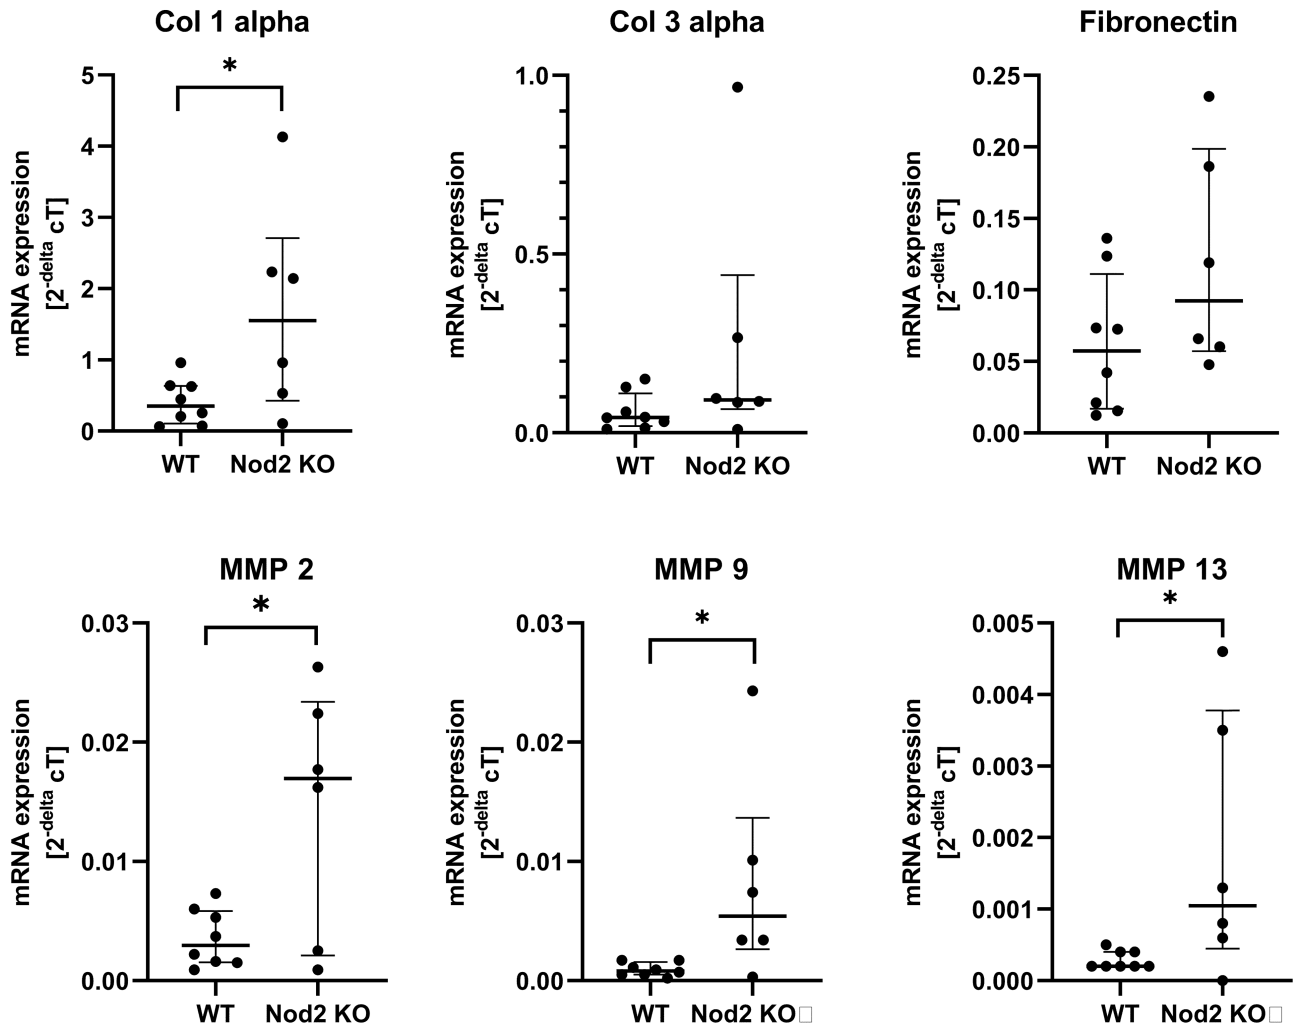 Col 1 alpha
*
mRNA expression
[2-delta cT]
5
4
3
2
1
0
WT Nod2 KO
Col 3 alpha
mRNA expression
[2-delta cT]
1.0
0.5
0.0
WT Nod2 KO
Fibronectin
mRNA expression
[2-delta cT]
0.25
0.20
0.15
0.10
0.05
0.00
WT Nod2 KO
MMP 2
*
mRNA expression
[2-delta cT]
0.03
0.02
0.01
0.00
WT Nod2 KO
MMP 9
*
mRNA expression
[2-delta cT]
0.03
0.02
0.01
0.00
WT Nod2 KO□
MMP 13
*
mRNA expression
[2-delta cT]
0.005
0.004
0.003
0.002
0.001
0.000
WT Nod2 KO□